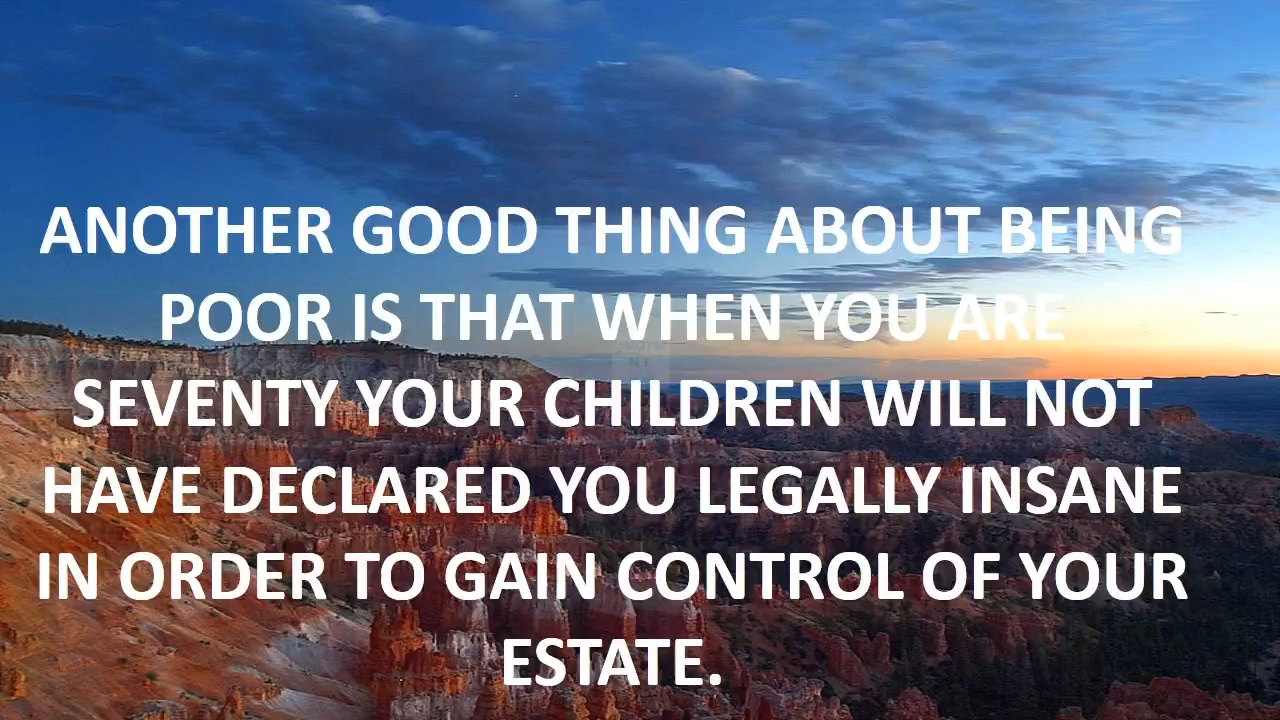 ANOTHER GOOD THING ABOUT BEING
POOR IS THAT WHEN YOU ARE
SEVENTY YOUR CHILDREN WILL NOT
HAVE DECLARED YOU LEGALLY INSANE
IN ORDER TO GAIN CONTROL OF YOUR
ESTATE.